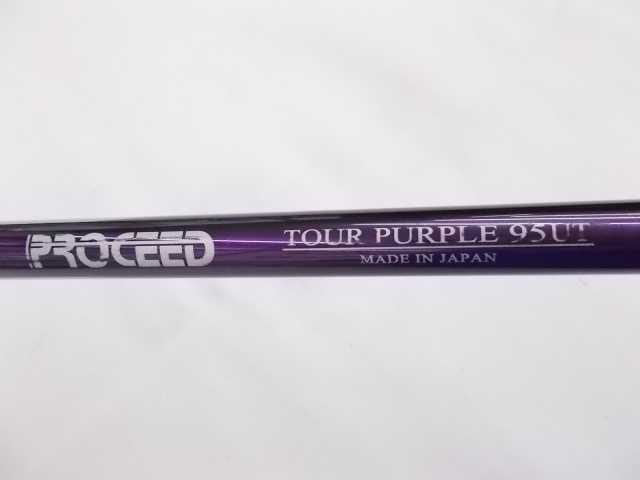 PROCEED TOUR PURPLE 95UT
MADE IN JAPAN